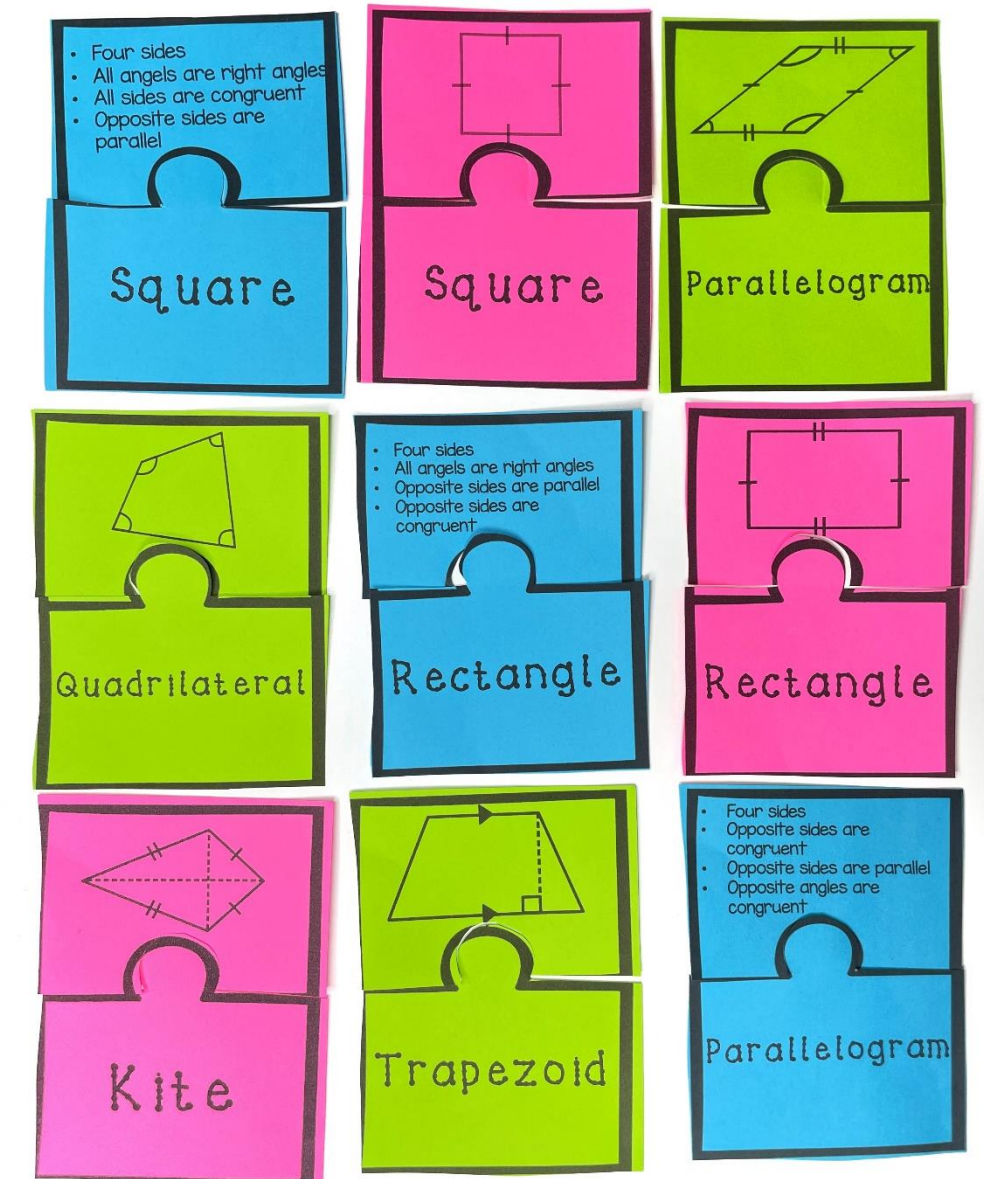 • Four sides
• All angels are right angles
• All sides are congruent
• Opposite sides are
parallel
Square
Square
Parallelogram
Quadrilateral
• Four sides
• All angels are right angles
• Opposite sides are parallel
• Opposite sides are
congruent
Rectangle
Rectangle
Kite
Trapezoid
• Four sides
• Opposite sides are
congruent
• Opposite sides are parallel
• Opposite angles are
congruent
Parallelogram